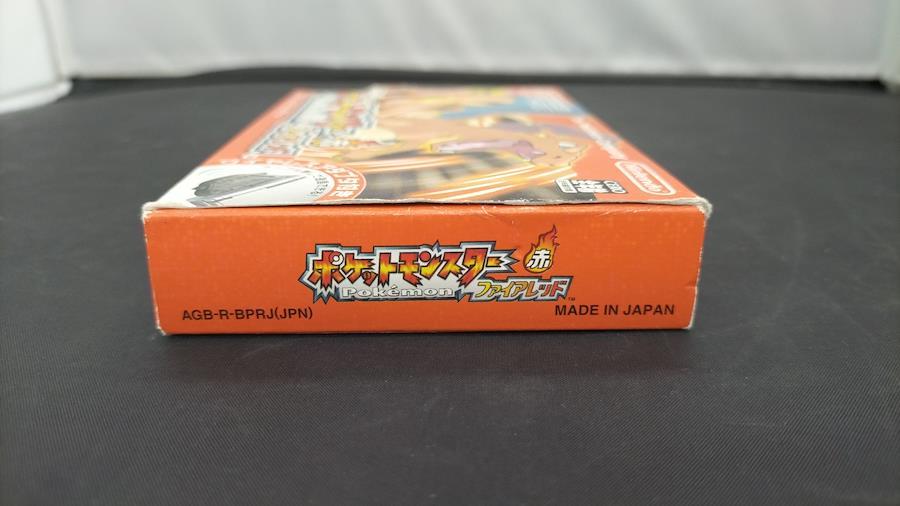 Nintendo
ポケットモンスター
赤
Pokémon
ファイアレッド
TM
AGB-R-BPRJ(JPN)
MADE IN JAPAN